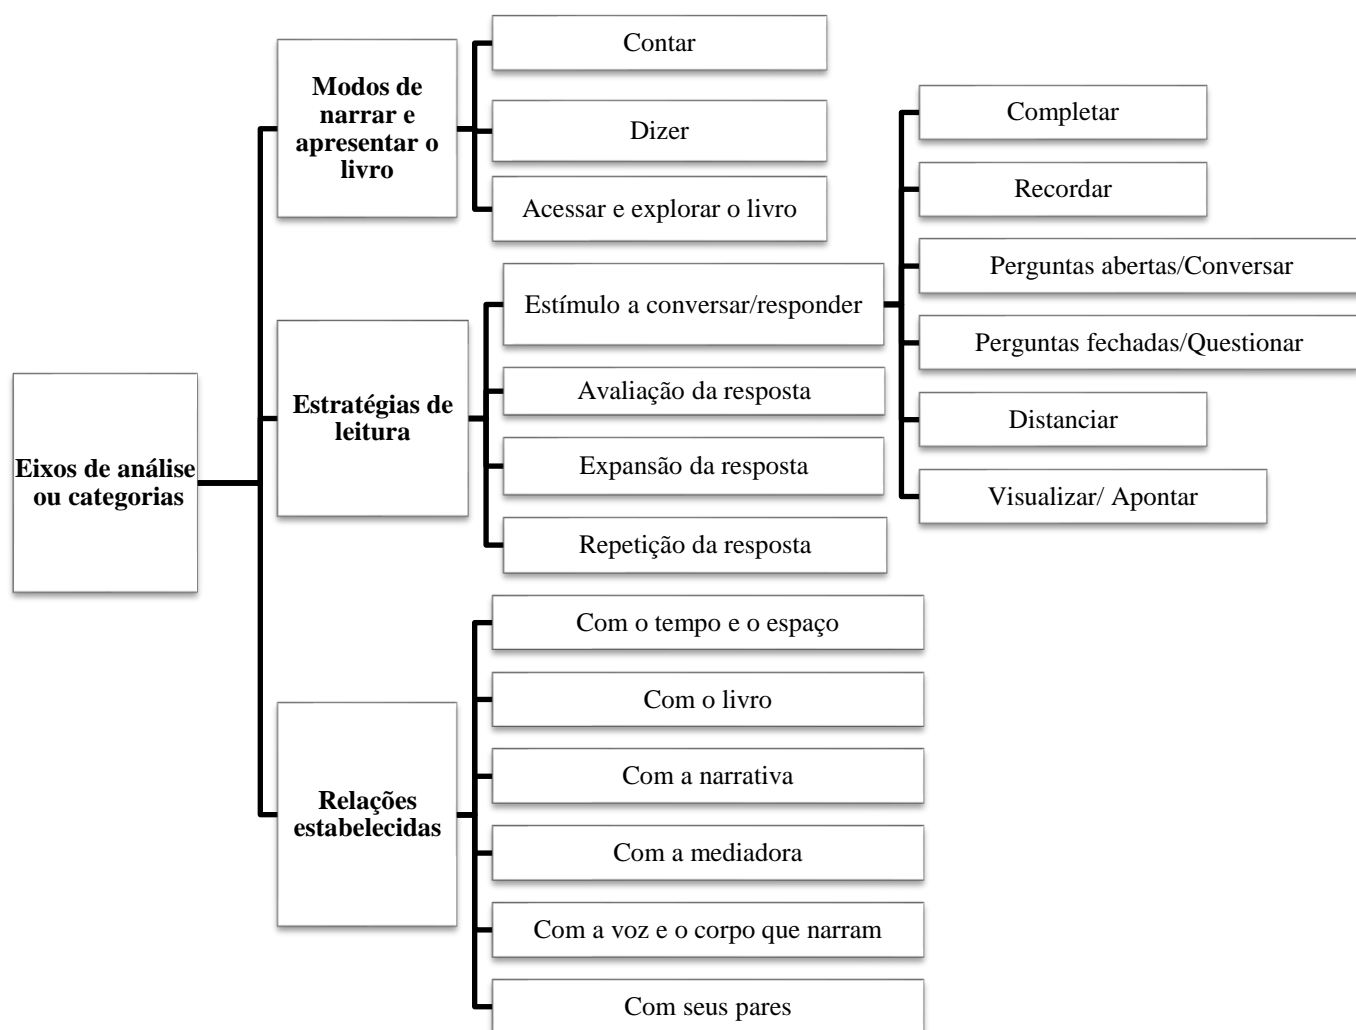 Eixos de análise
ou categorias
Modos de
narrar e
apresentar o
livro
Contar
Dizer
Acessar e explorar o livro
Estratégias de
leitura
Estímulo a conversar/responder
Completar
Recordar
Perguntas abertas/Conversar
Perguntas fechadas/Questionar
Distanciar
Visualizar/ Apontar
Avaliação da resposta
Expansão da resposta
Repetição da resposta
Relações
estabelecidas
Com o tempo e o espaço
Com o livro
Com a narrativa
Com a mediadora
Com a voz e o corpo que narram
Com seus pares